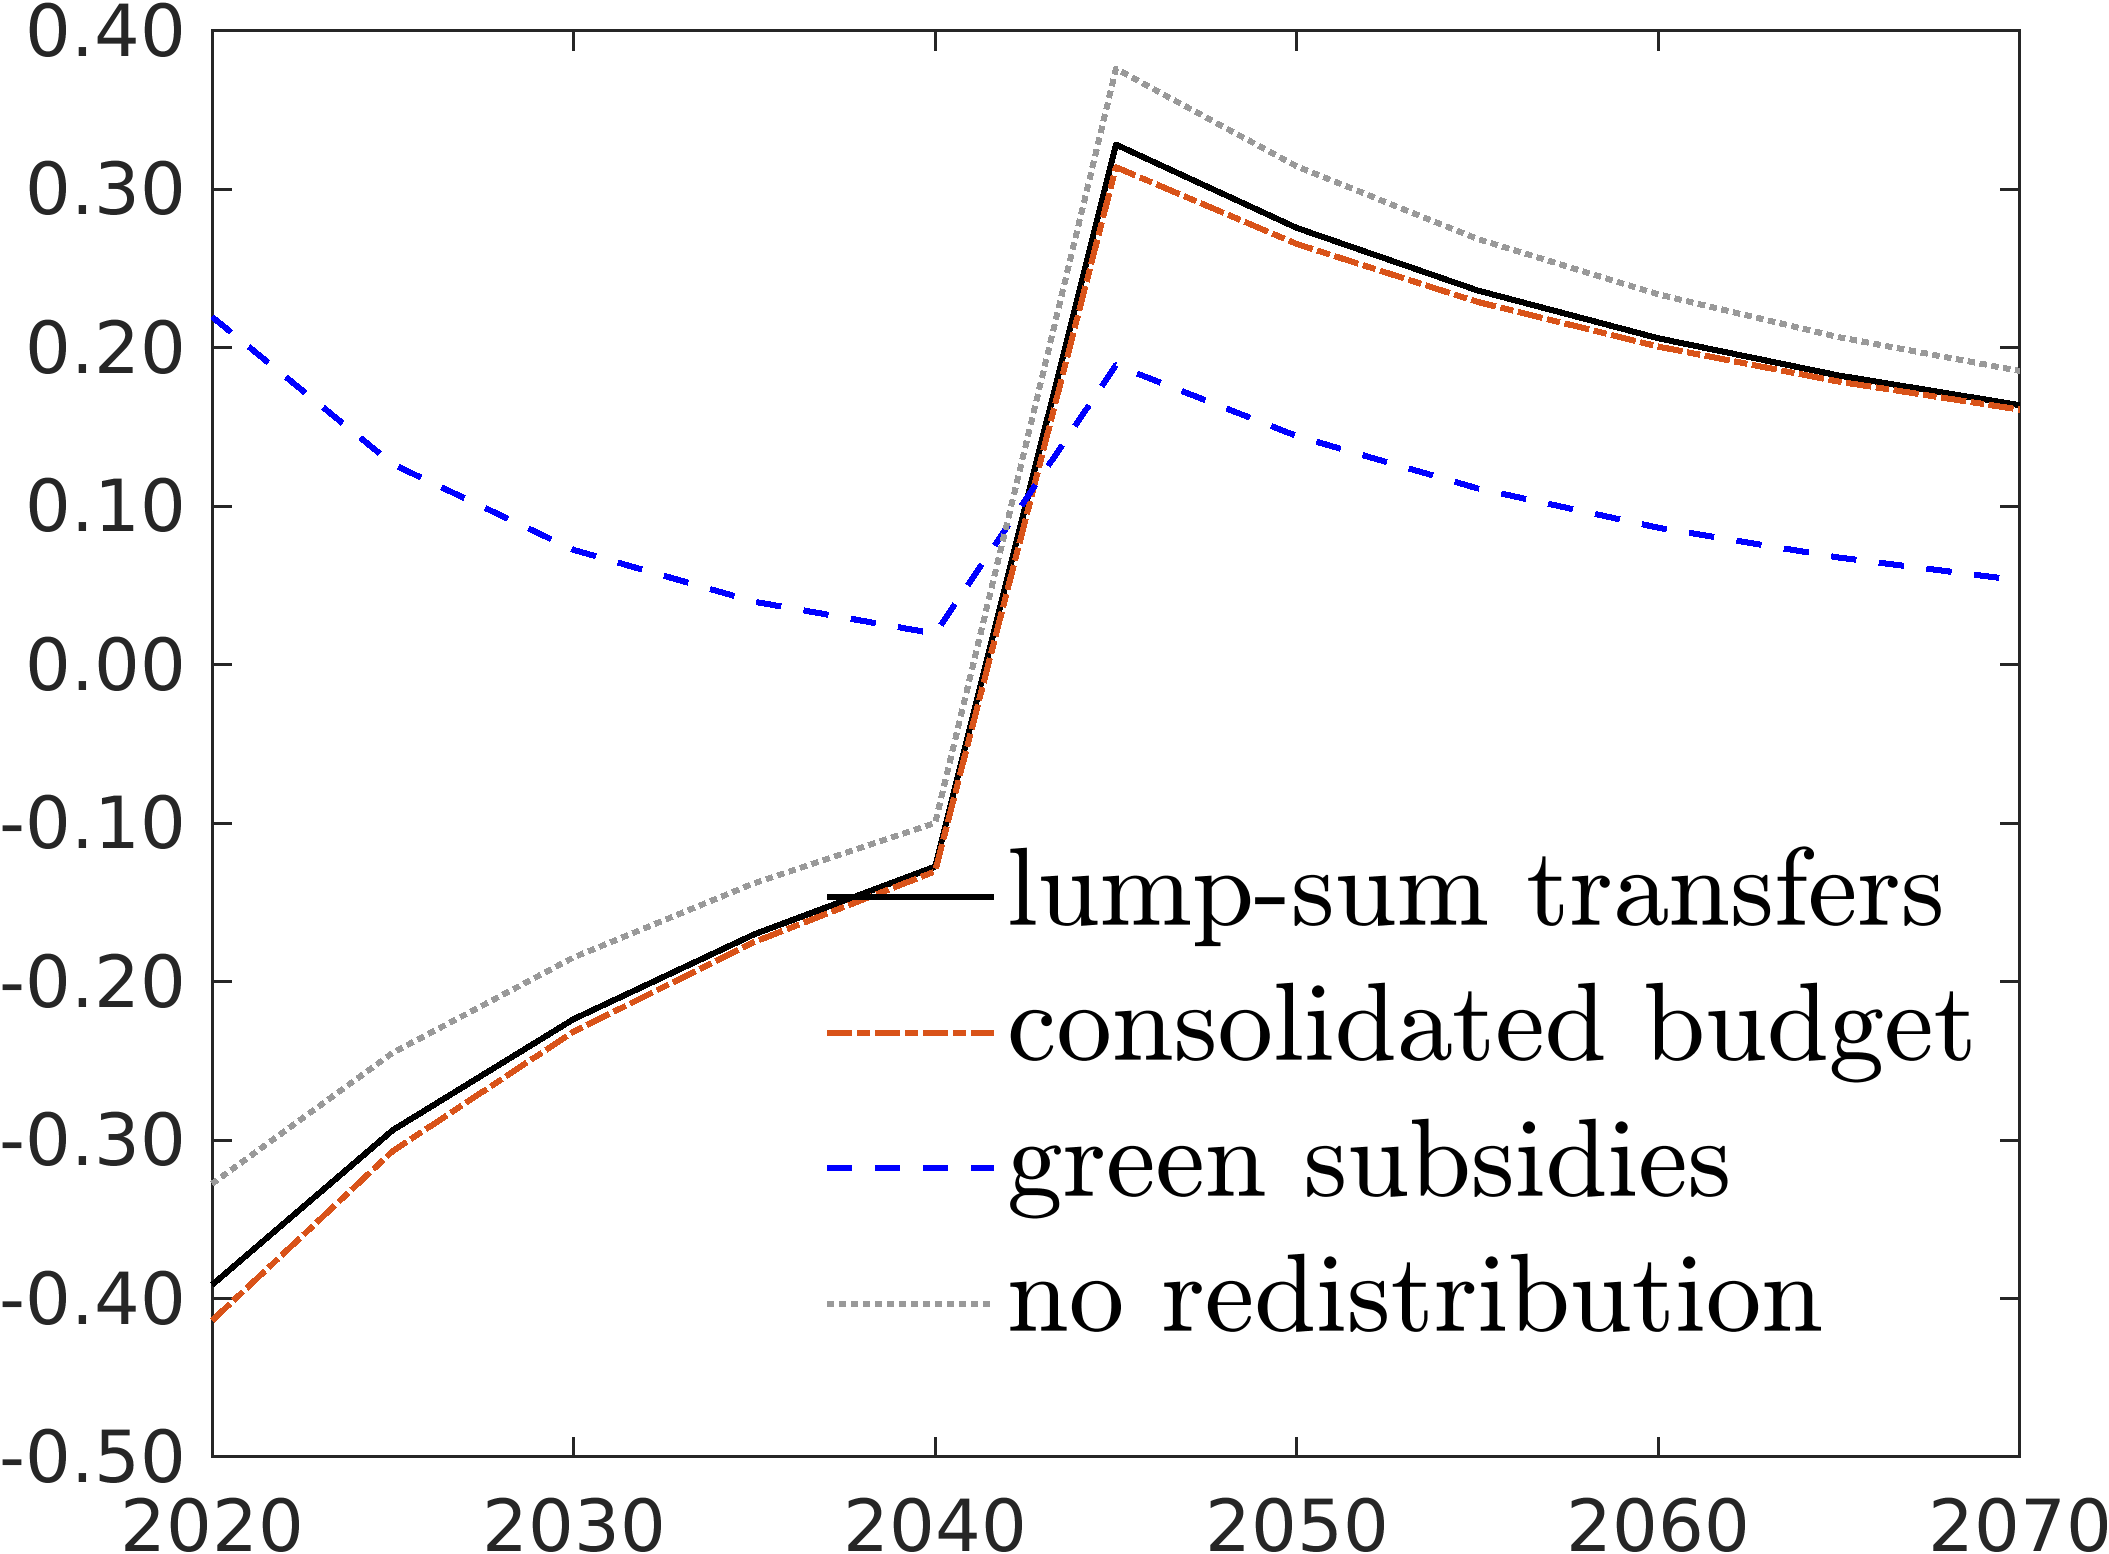 0.40
0.30
0.20
0.10
0.00
-0.10
-0.20
-0.30
-0.40
-0.50
2020 2030 2040 2050 2060 2070
lump-sum transfers
consolidated budget
green subsidies
no redistribution